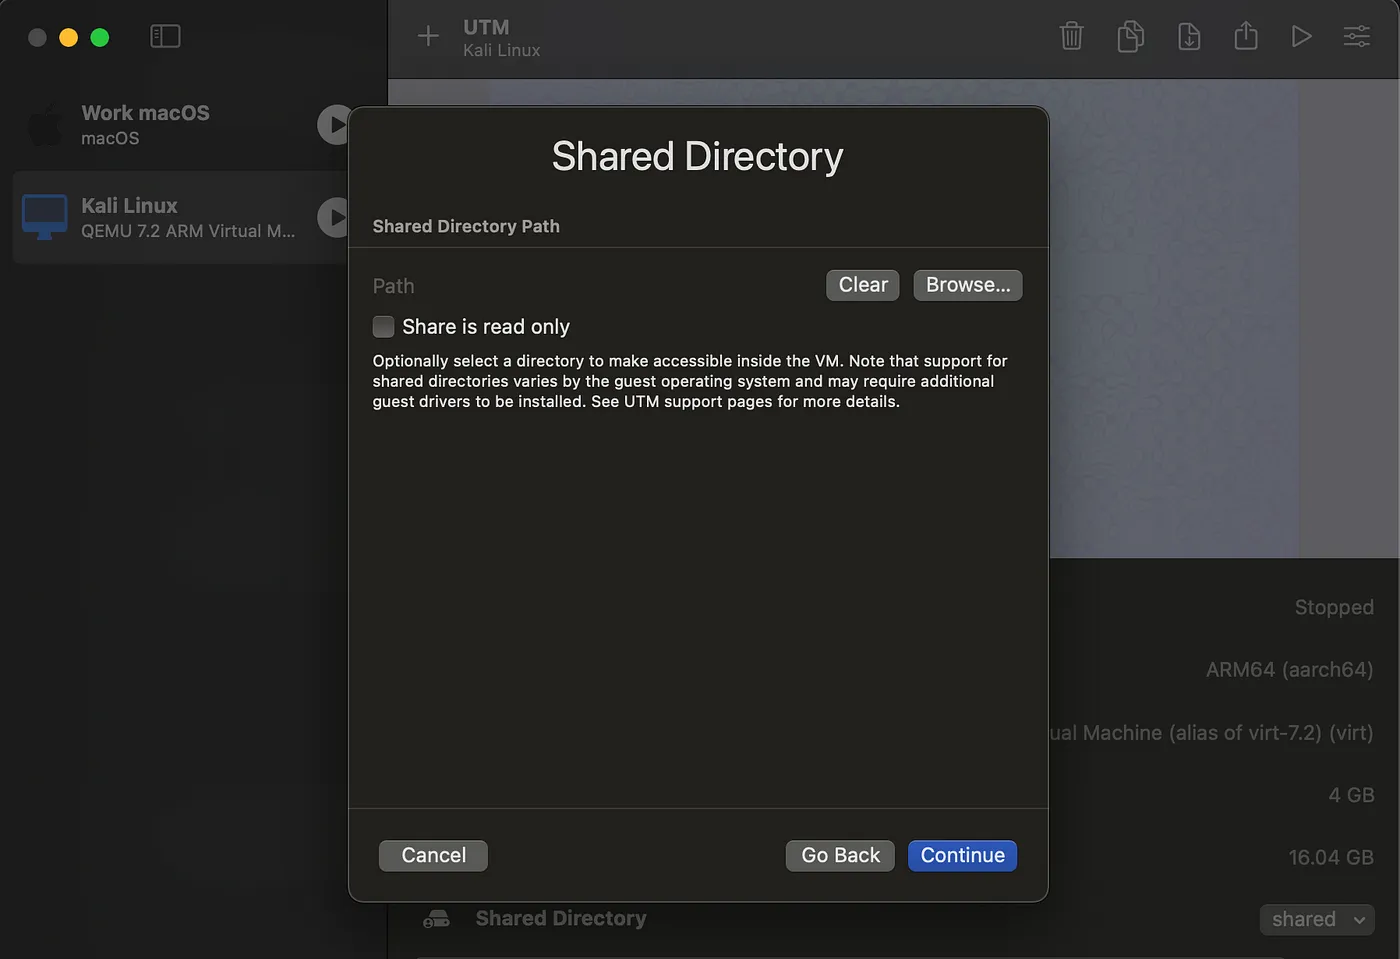 UTM
Kali Linux
Work macOS
macOS
Kali Linux
QEMU 7.2 ARM Virtual M...
Shared Directory
Shared Directory Path
Path
Clear
Browse...
Share is read only
Optionally select a directory to make accessible inside the VM. Note that support for
shared directories varies by the guest operating system and may require additional
guest drivers to be installed. See UTM support pages for more details.
Cancel
Go Back
Continue
Stopped
ARM64 (aarch64)
ual Machine (alias of virt-7.2) (virt)
4 GB
16.04 GB
Shared Directory
shared